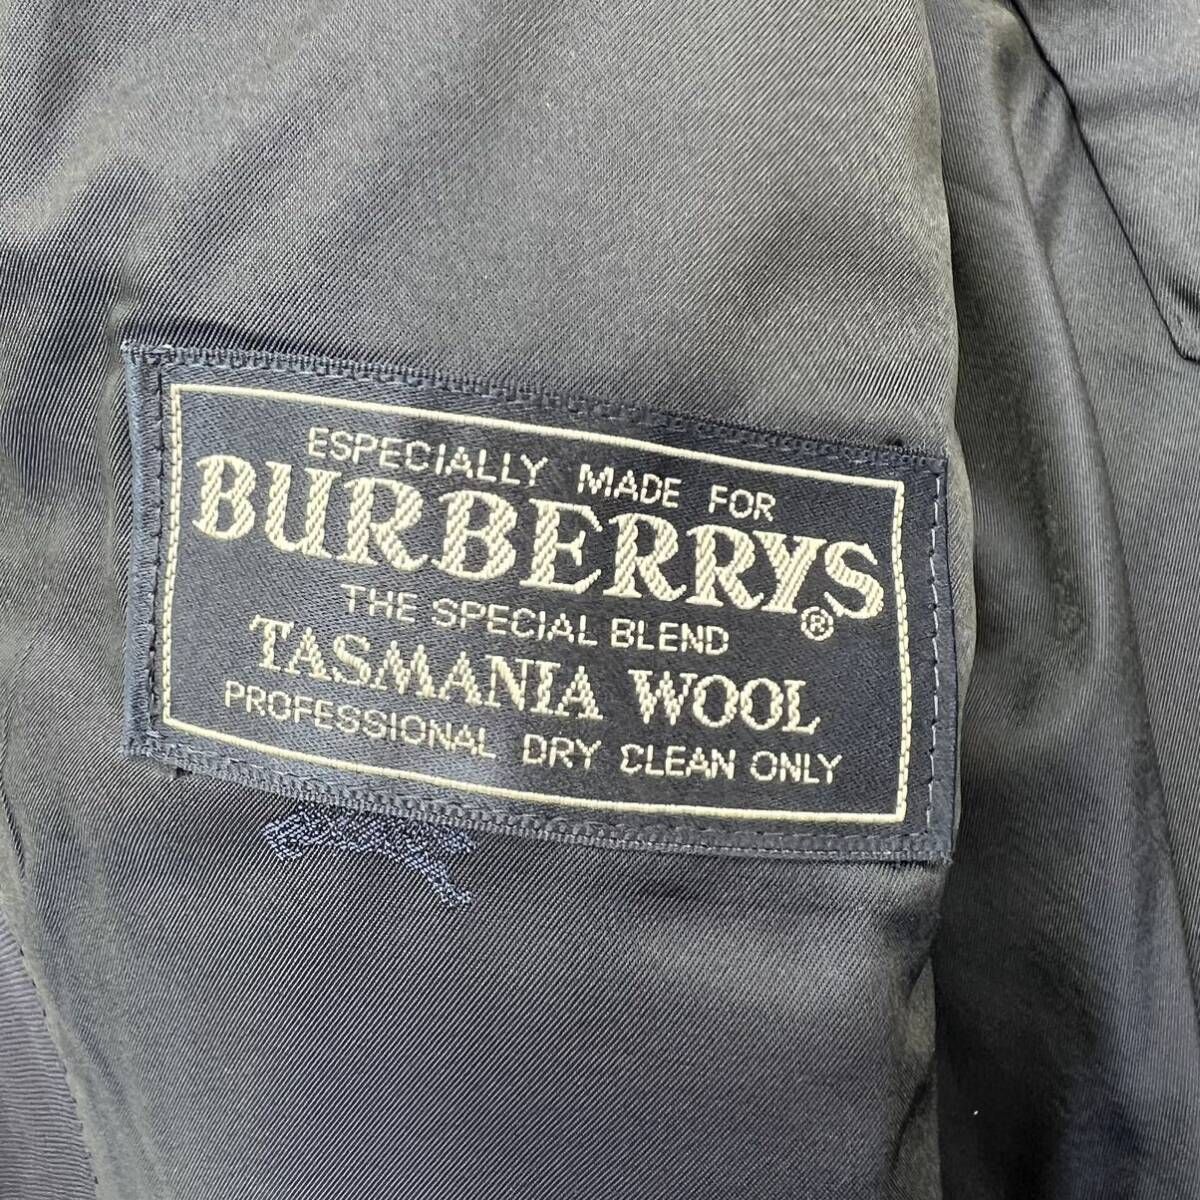 ESPECIALLY MADE FOR
BURBERRYS®
THE SPECIAL BLEND
TASMANIA WOOL
PROFESSIONAL DRY CLEAN ONLY